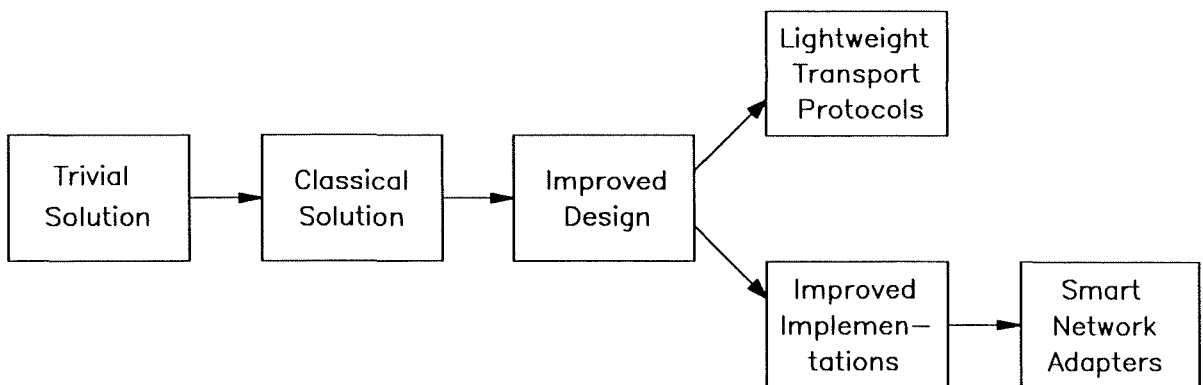 Trivial
Solution
Classical
Solution
Improved
Design
Lightweight
Transport
Protocols
Improved
Implemen-
tations
Smart
Network
Adapters